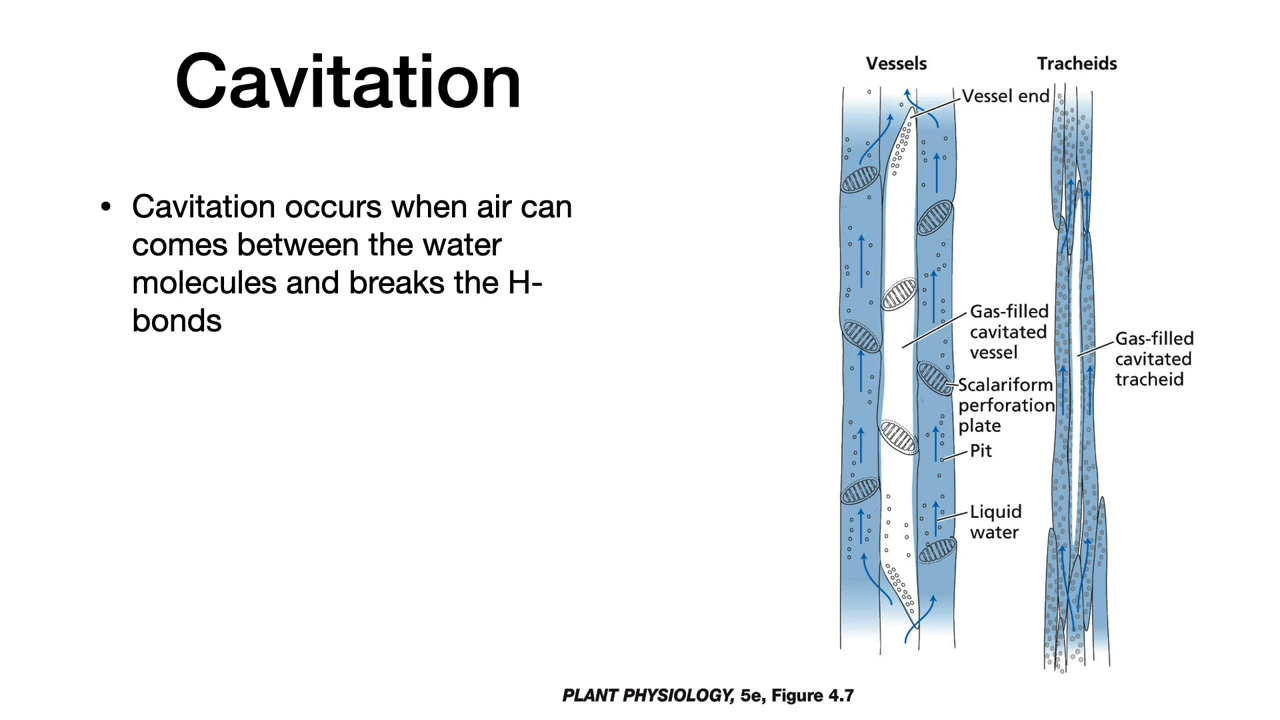 Cavitation
• Cavitation occurs when air can
comes between the water
molecules and breaks the H-
bonds
Vessels
Tracheids
Vessel end
Gas-filled
cavitated
vessel
Scalariform
perforation
plate
Pit
Liquid
water
Gas-filled
cavitated
tracheid
PLANT PHYSIOLOGY, 5e, Figure 4.7